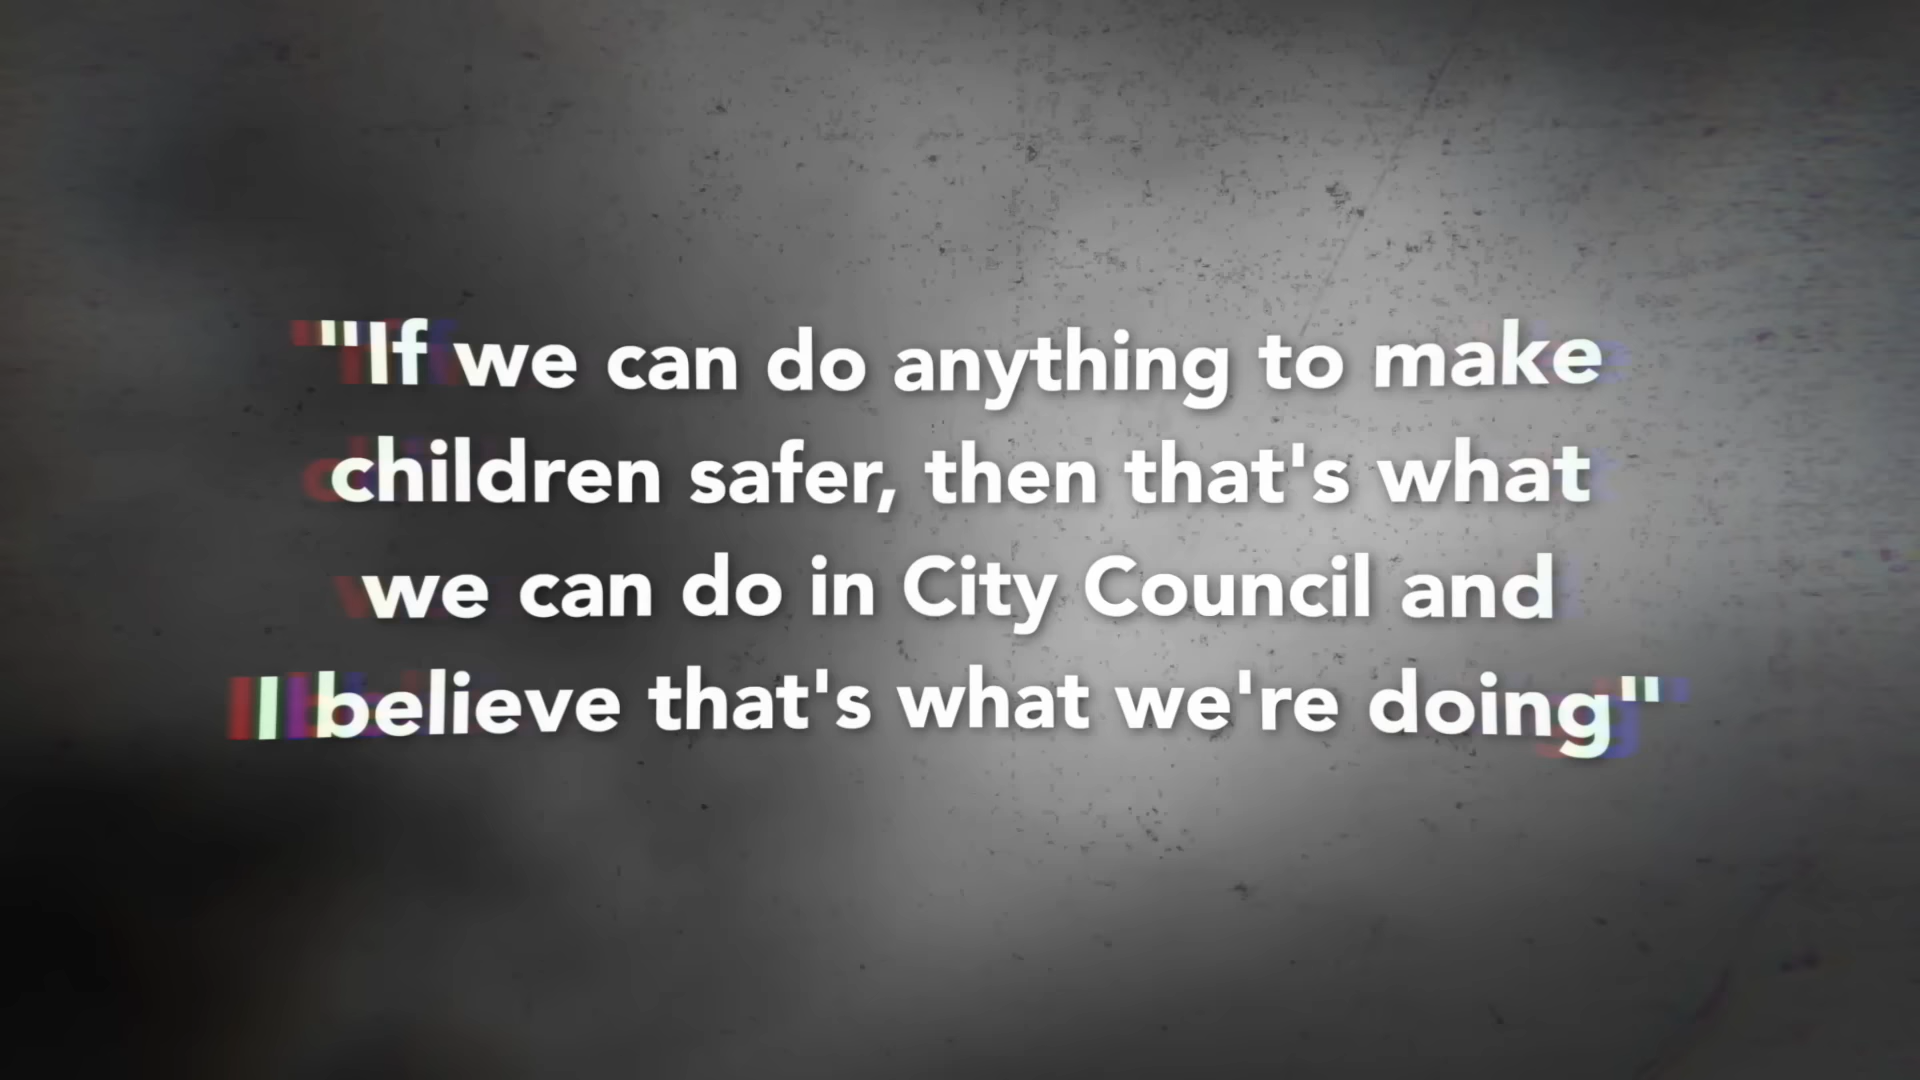 "If we can do anything to make
children safer, then that's what
we can do in City Council and
I believe that's what we're doing"